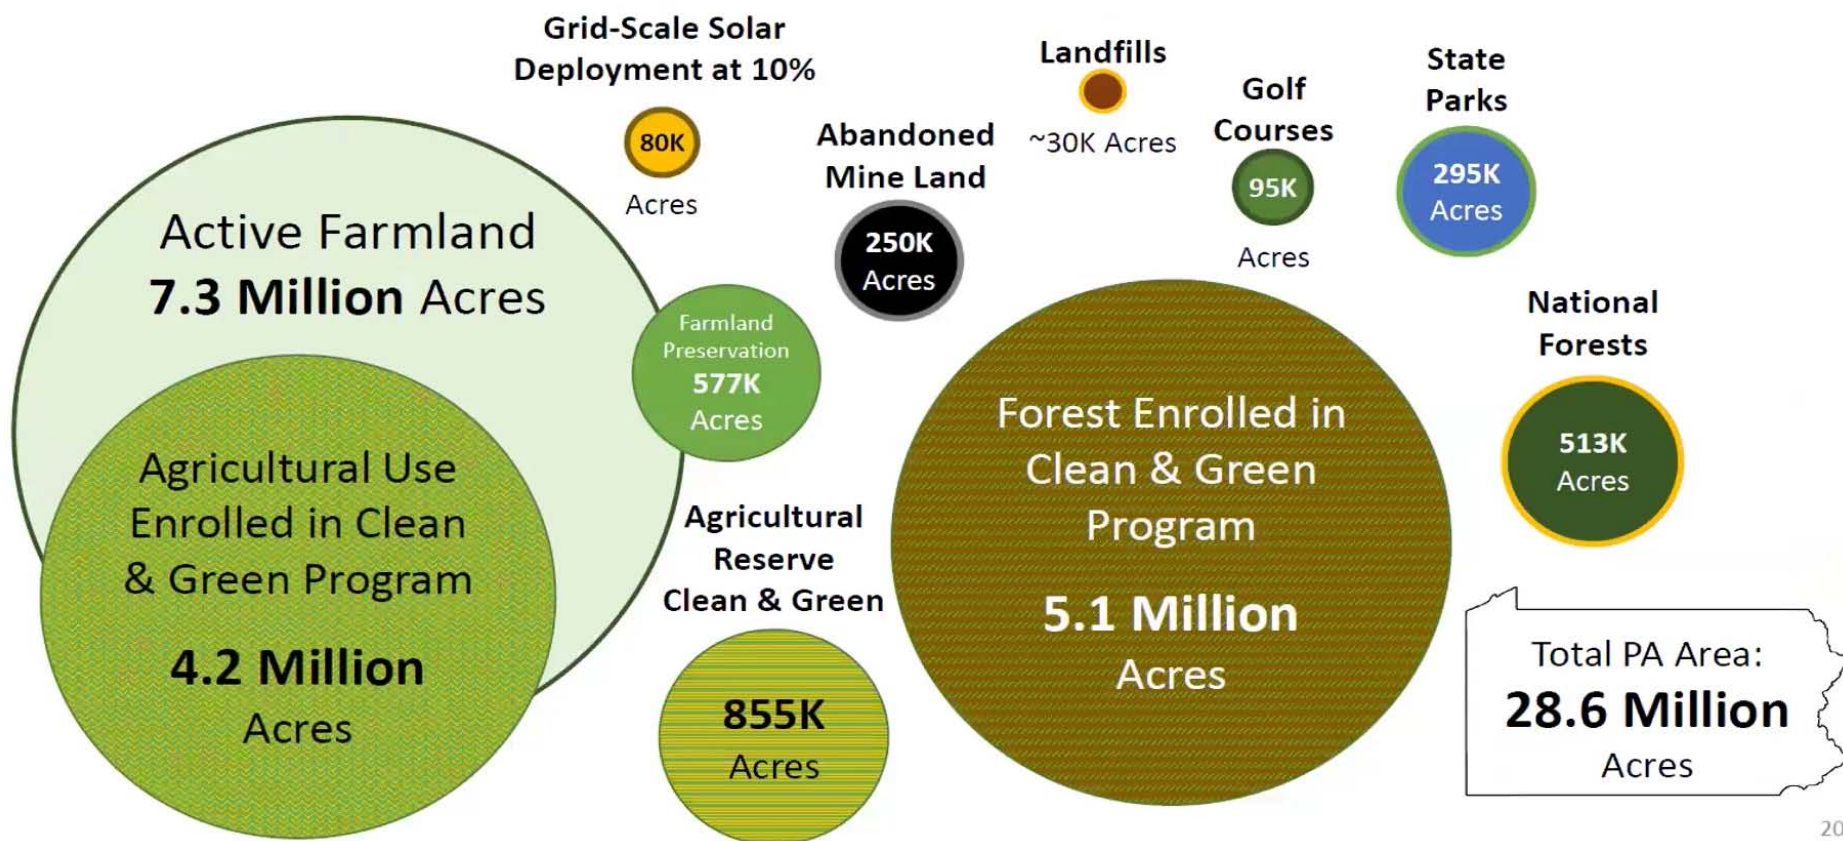 Grid-Scale Solar
Deployment at 10%
80K
Acres
Landfills
~30K Acres
Golf
Courses
95K
Acres
State
Parks
295K
Acres
Abandoned
Mine Land
250K
Acres
Active Farmland
7.3 Million Acres
Farmland
Preservation
577K
Acres
National
Forests
513K
Acres
Agricultural Use
Enrolled in Clean
& Green Program
4.2 Million
Acres
Agricultural
Reserve
Clean & Green
855K
Acres
Forest Enrolled in
Clean & Green
Program
5.1 Million
Acres
Total PA Area:
28.6 Million
Acres
20